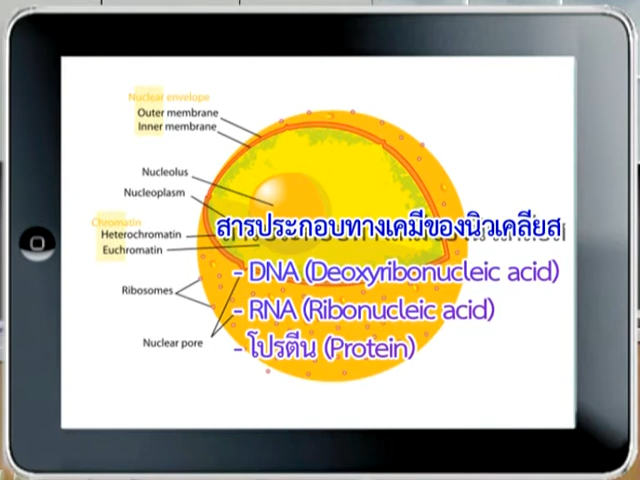 Nuclear envelope
Outer membrane
Inner membrane
Nucleolus
Nucleoplasm
Chromatin
Heterochromatin
Euchromatin
Ribosomes
Nuclear pore
สารประกอบทางเคมีของนิวเคลียส
- DNA (Deoxyribonucleic acid)
- RNA (Ribonucleic acid)
- โปรตีน (Protein)